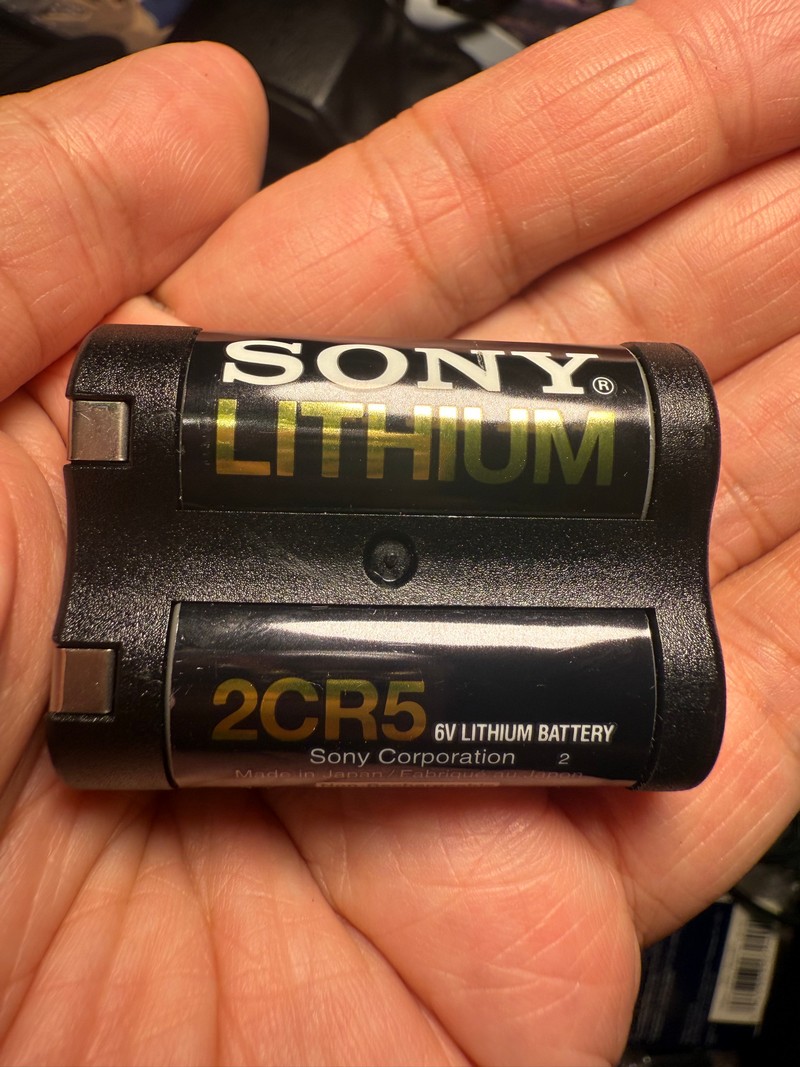 SONY®
LITHIUM
2CR5 6V LITHIUM BATTERY
Sony Corporation 2
Made in Japan / Fabriqué au Japon